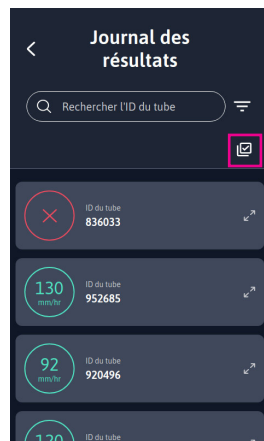 Journal des
résultats
Rechercher l'ID du tube
ID du tube
836033
130
mm/hr
ID du tube
952685
92
mm/hr
ID du tube
920496
130
ID du tube